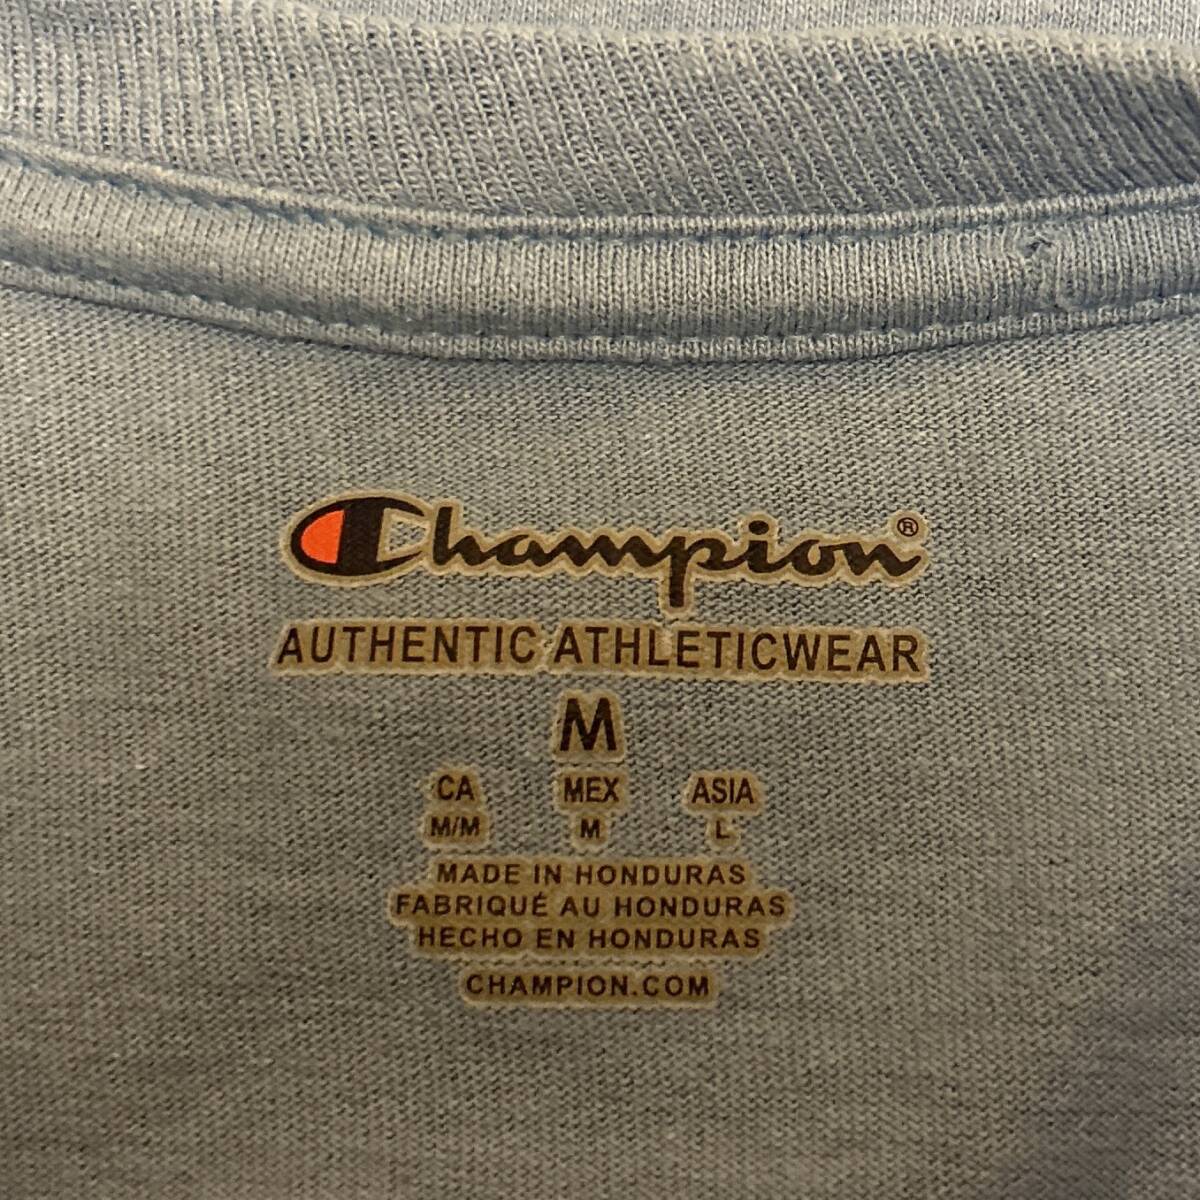 Champion®
AUTHENTIC ATHLETICWEAR
M
CA MEX ASIA
M/M M L
MADE IN HONDURAS
FABRIQUÉ AU HONDURAS
HECHO EN HONDURAS
CHAMPION.COM